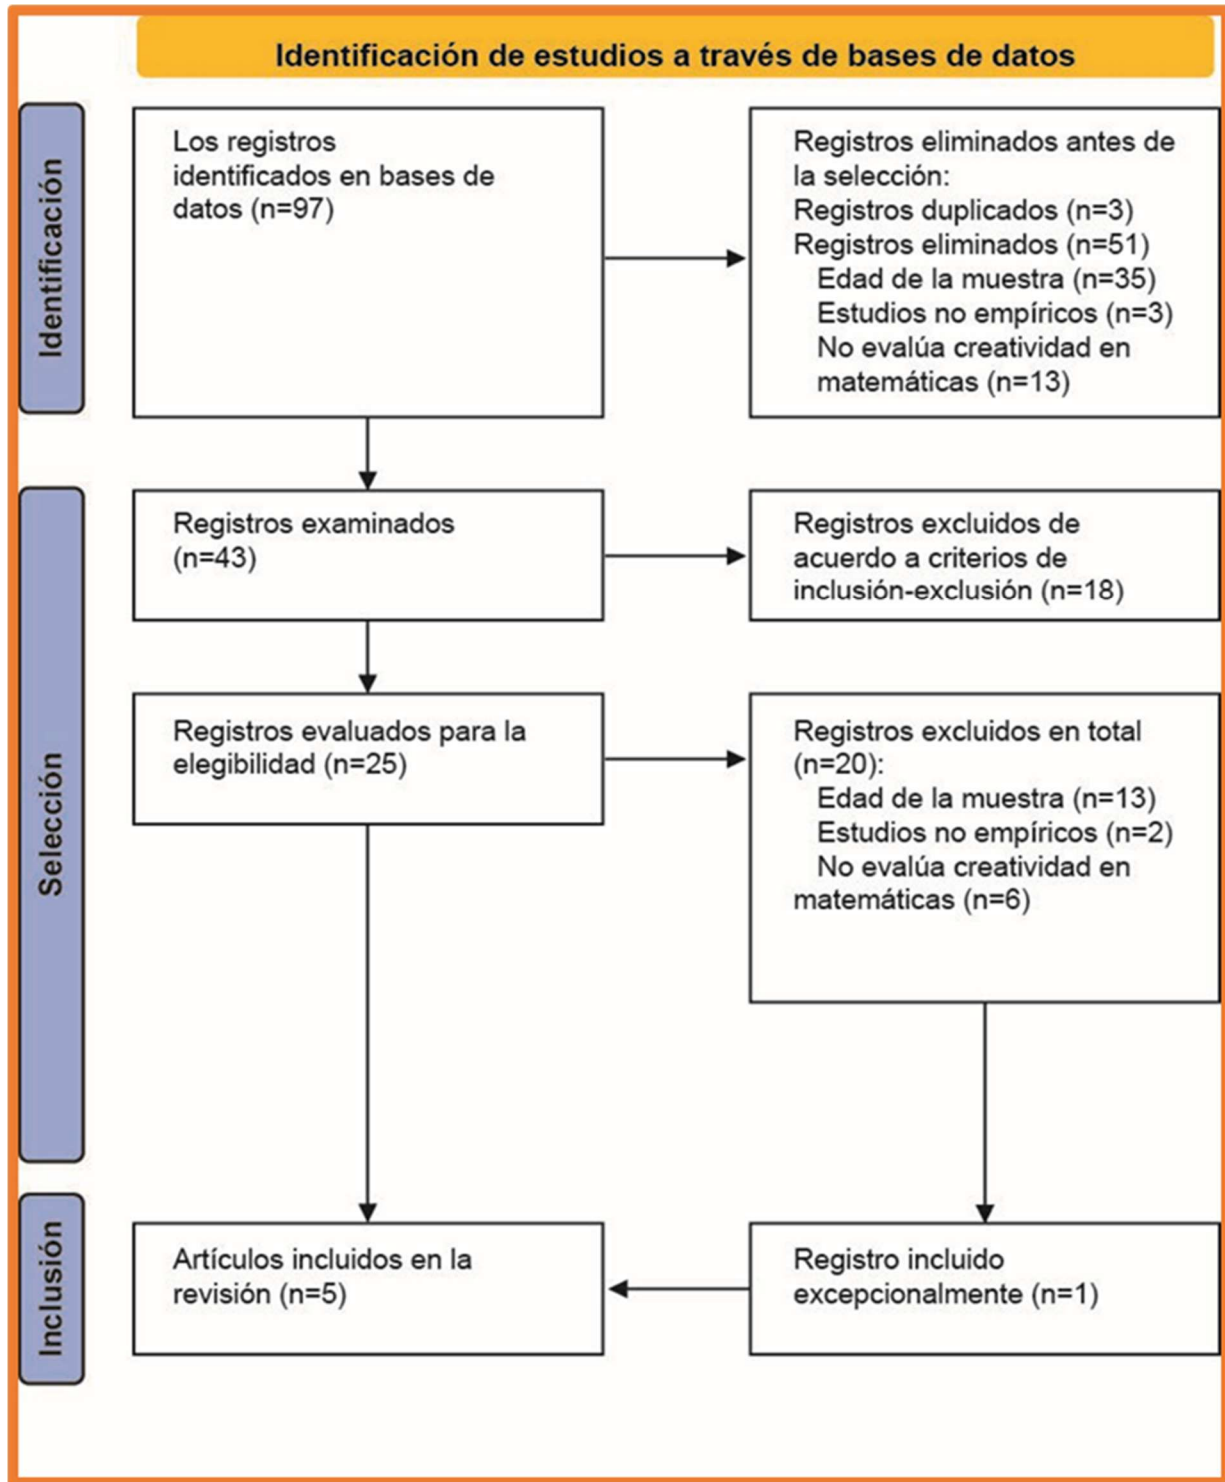 Identificación de estudios a través de bases de datos
Identificación
Los registros
identificados en bases de
datos (n=97)
Registros eliminados antes de
la selección:
Registros duplicados (n=3)
Registros eliminados (n=51)
Edad de la muestra (n=35)
Estudios no empíricos (n=3)
No evalúa creatividad en
matemáticas (n=13)
Selección
Registros examinados
(n=43)
Registros excluidos de
acuerdo a criterios de
inclusión-exclusión (n=18)
Registros evaluados para la
elegibilidad (n=25)
Registros excluidos en total
(n=20):
Edad de la muestra (n=13)
Estudios no empíricos (n=2)
No evalúa creatividad en
matemáticas (n=6)
Inclusión
Artículos incluidos en la
revisión (n=5)
Registro incluido
excepcionalmente (n=1)